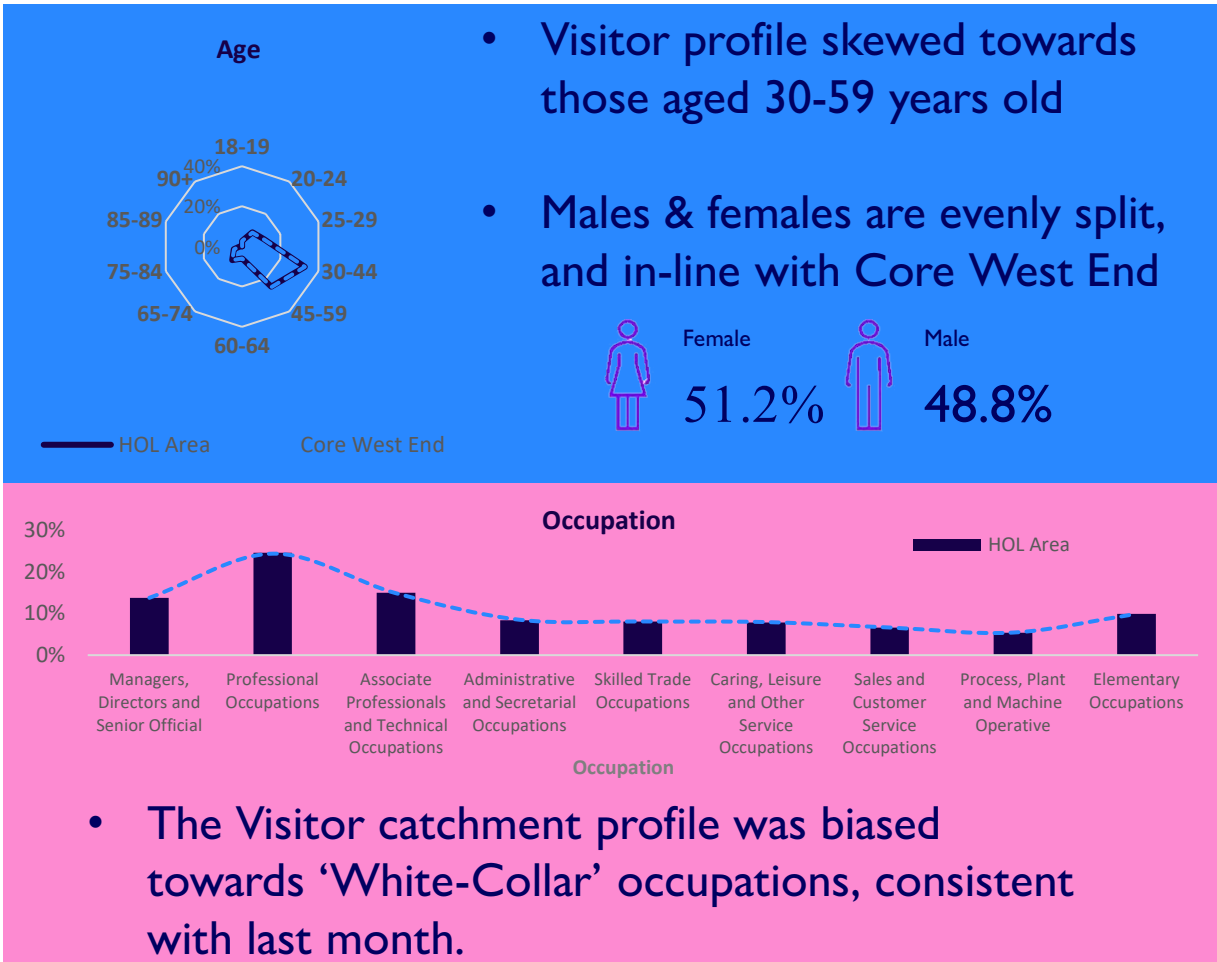 Age
18-19
20-24
25-29
30-44
45-59
60-64
65-74
75-84
85-89
90+
40%
20%
0%
HOL Area
Core West End
• Visitor profile skewed towards
those aged 30-59 years old
• Males & females are evenly split,
and in-line with Core West End
Female
51.2%
Male
48.8%
Occupation
HOL Area
30%
20%
10%
0%
Managers,
Directors and
Senior Official
Professional
Occupations
Associate
Professionals
and Technical
Occupations
Administrative
and Secretarial
Occupations
Skilled Trade
Occupations
Caring, Leisure
and Other
Service
Occupations
Sales and
Customer
Service
Occupations
Process, Plant
and Machine
Operative
Elementary
Occupations
Occupation
• The Visitor catchment profile was biased
towards ‘White-Collar’ occupations, consistent
with last month.